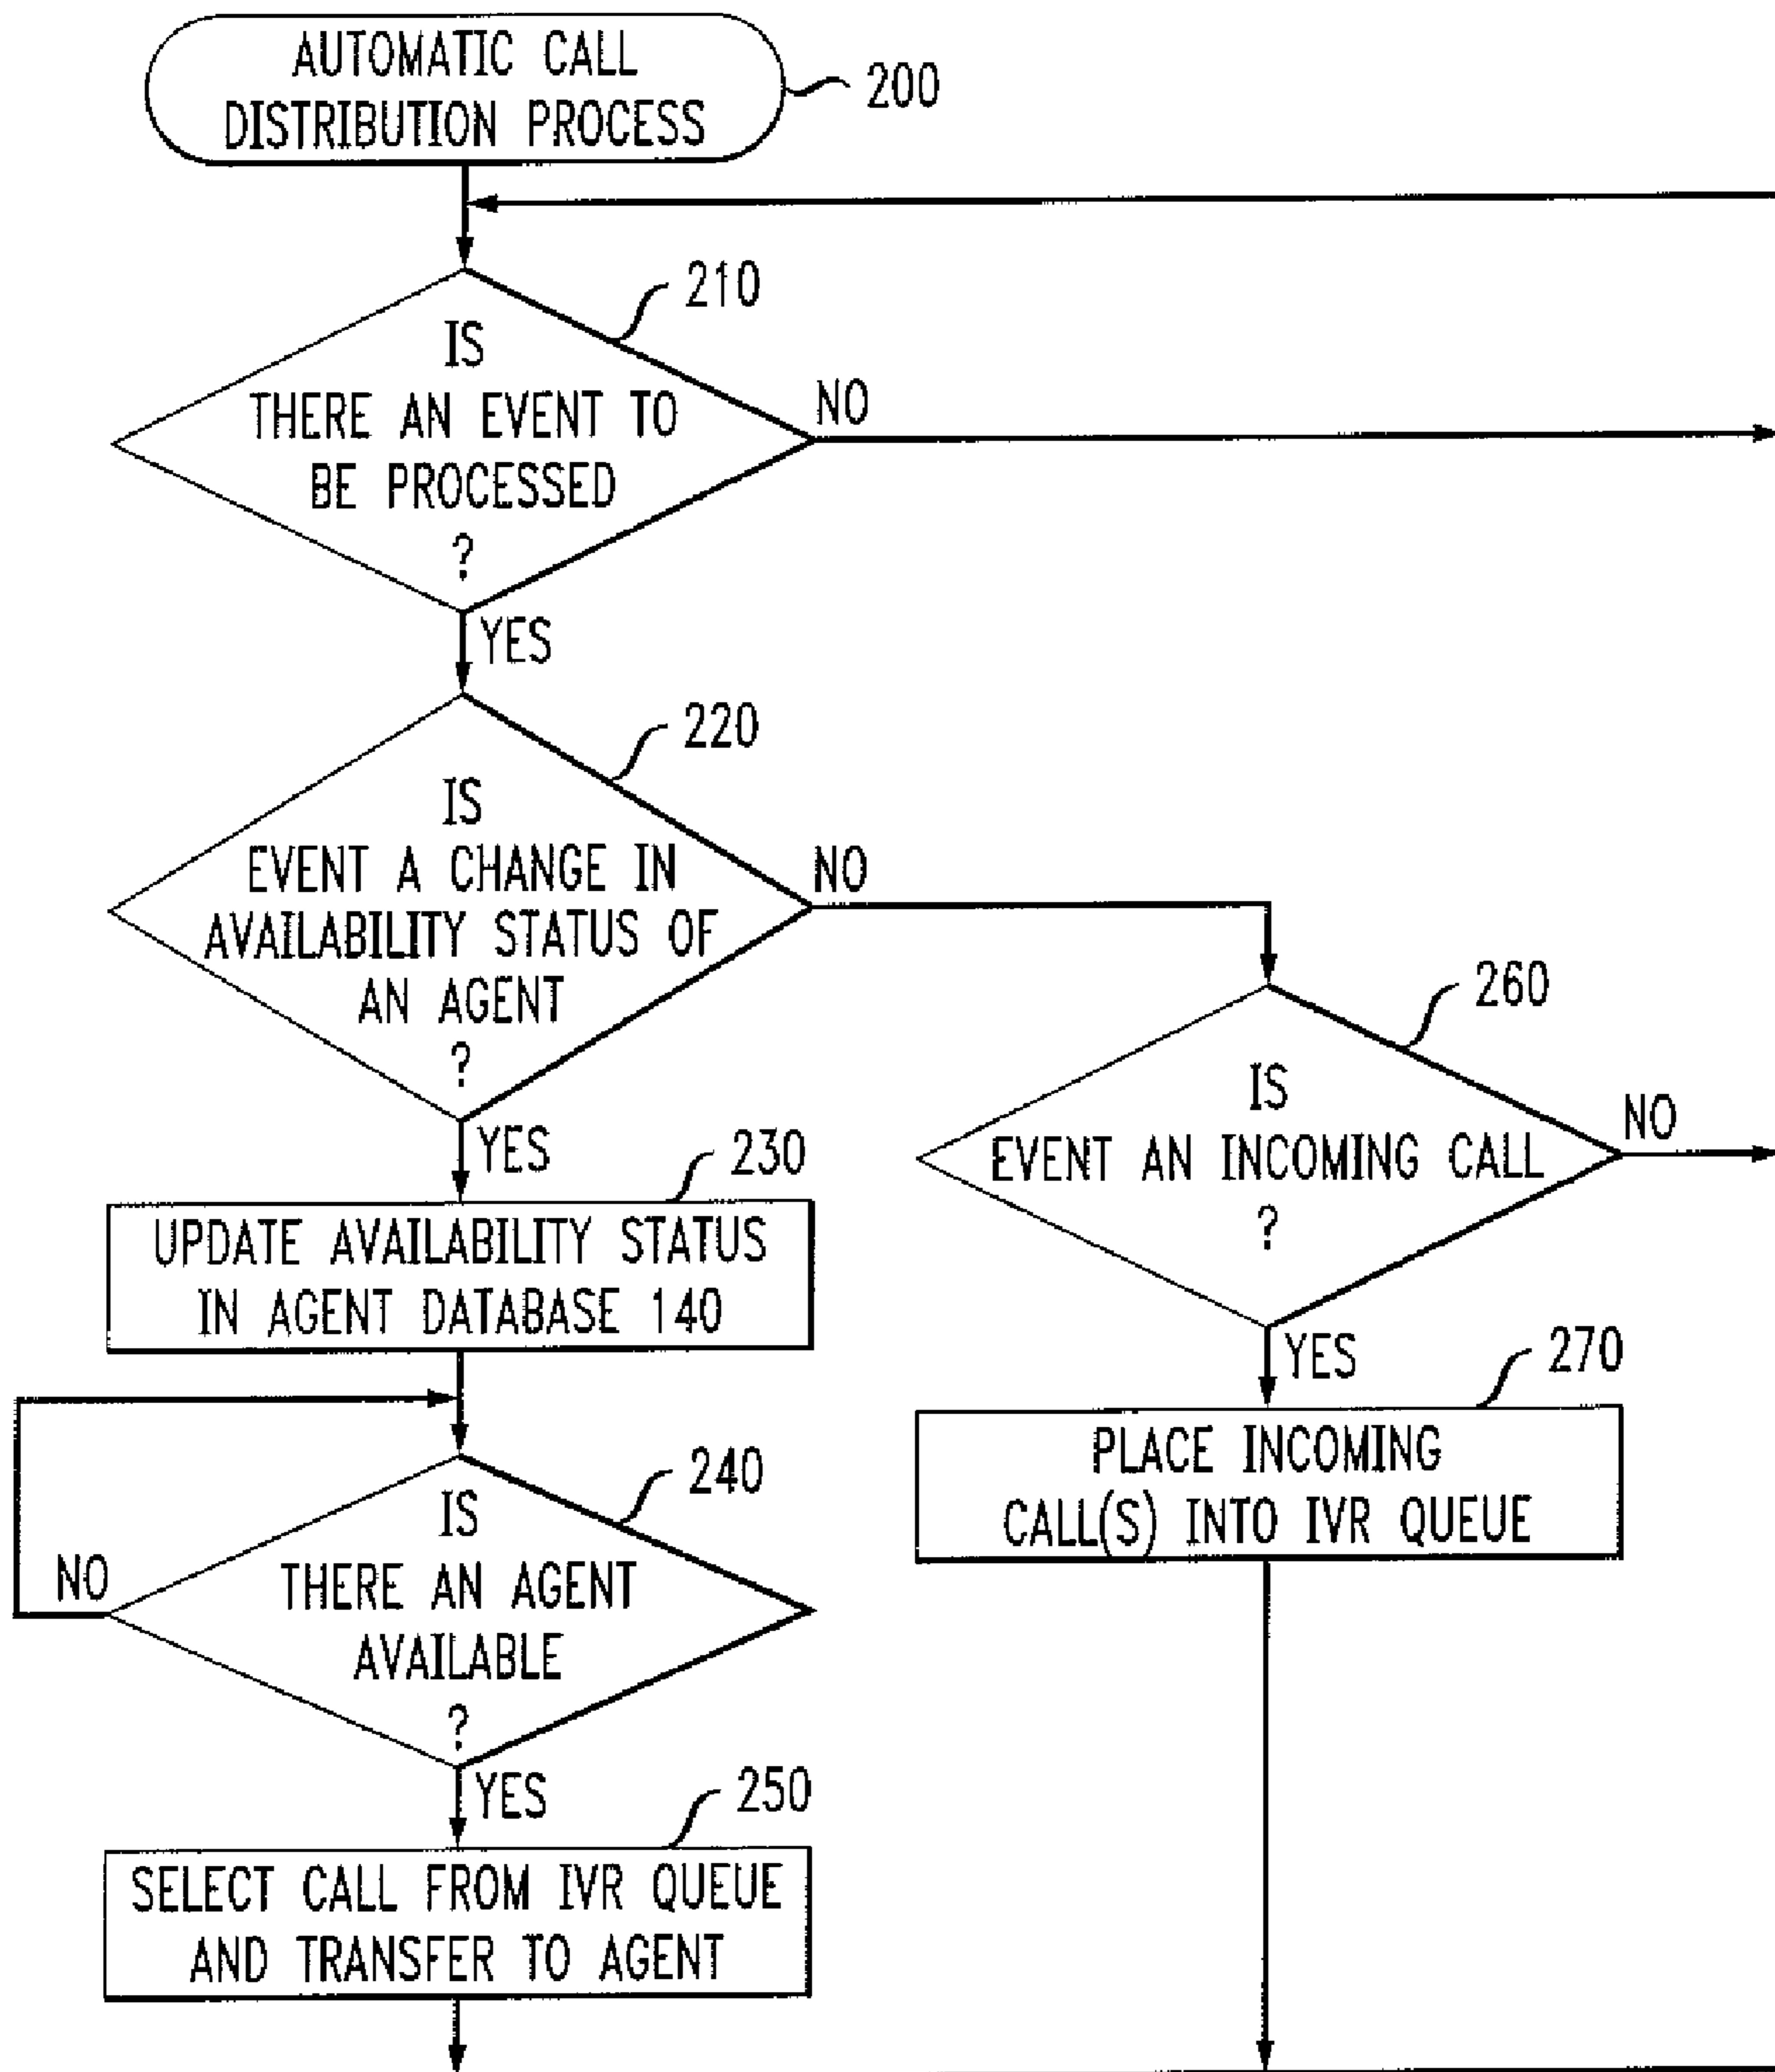 AUTOMATIC CALL
DISTRIBUTION PROCESS
200
210
IS
THERE AN EVENT TO
BE PROCESSED
?
NO
YES
220
IS
EVENT A CHANGE IN
AVAILABILITY STATUS OF
AN AGENT
?
NO
YES
260
IS
EVENT AN INCOMING CALL
?
NO
YES
230
UPDATE AVAILABILITY STATUS
IN AGENT DATABASE 140
240
IS
THERE AN AGENT
AVAILABLE
?
NO
YES
270
PLACE INCOMING
CALL(S) INTO IVR QUEUE
250
SELECT CALL FROM IVR QUEUE
AND TRANSFER TO AGENT